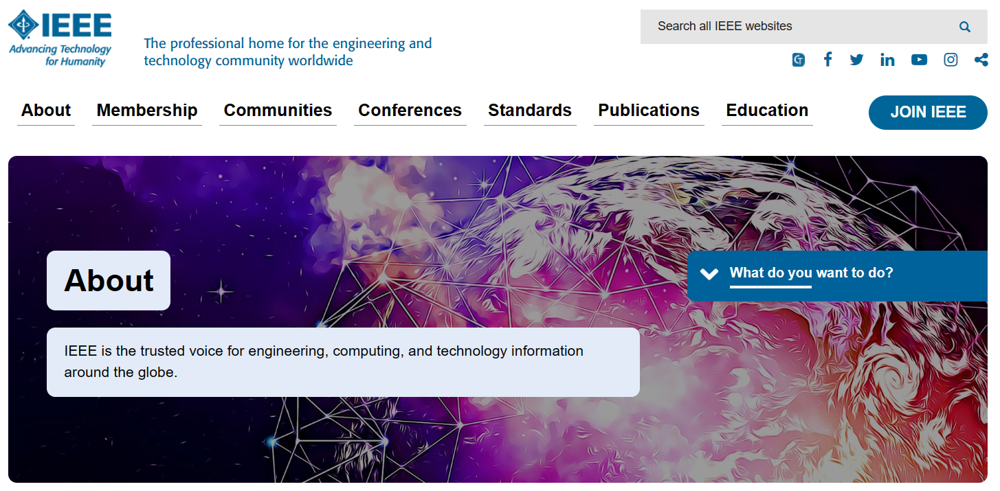 IEEE
Advancing Technology
for Humanity
The professional home for the engineering and
technology community worldwide
Search all IEEE websites
About
Membership
Communities
Conferences
Standards
Publications
Education
JOIN IEEE
About
What do you want to do?
IEEE is the trusted voice for engineering, computing, and technology information
around the globe.